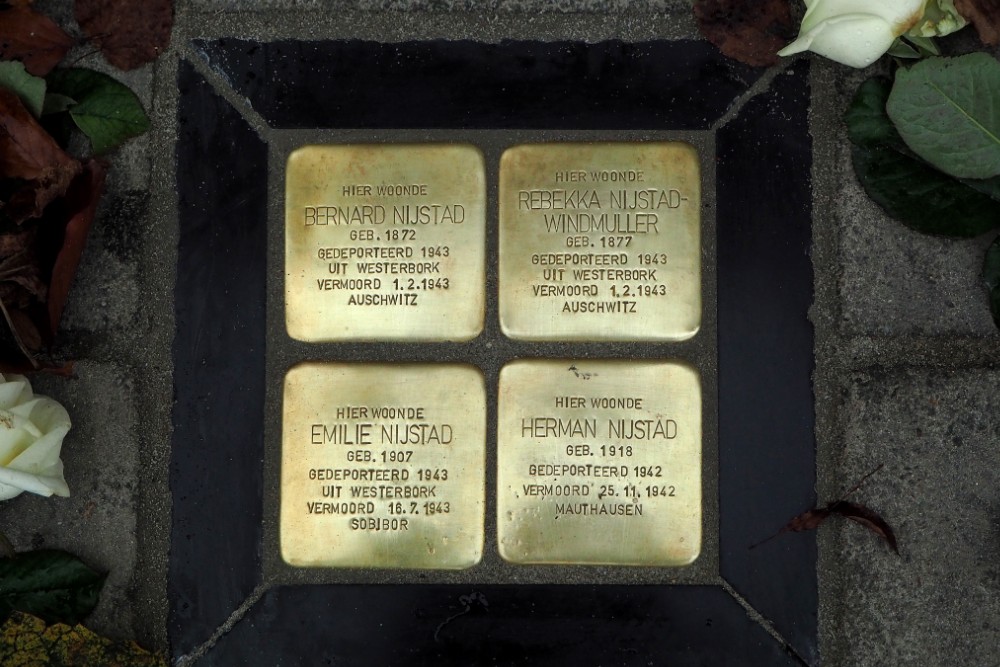 HIER WOONDE
BERNARD NIJSTAD
GEB. 1872
GEDEPORTEERD 1943
UIT WESTERBORK
VERMOORD 1.2.1943
AUSCHWITZ
HIER WOONDE
REBEKKA NIJSTAD-
WINDMULLER
GEB. 1877
GEDEPORTEERD 1943
UIT WESTERBORK
VERMOORD 1.2.1943
AUSCHWITZ
HIER WOONDE
EMILIE NIJSTAD
GEB. 1907
GEDEPORTEERD 1943
UIT WESTERBORK
VERMOORD 16.7.1943
SOBIBOR
HIER WOONDE
HERMAN NIJSTAD
GEB. 1918
GEDEPORTEERD 1942
VERMOORD 25.11.1942
MAUTHAUSEN